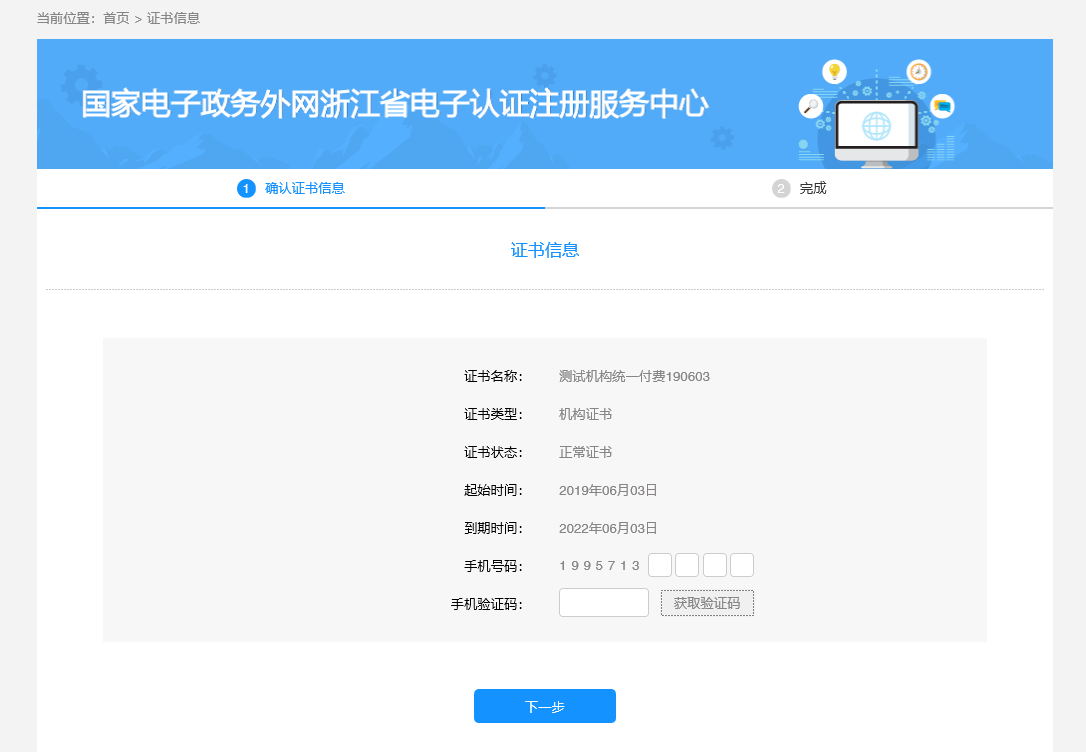 当前位置：首页 > 证书信息
国家电子政务外网浙江省电子认证注册服务中心
1 确认证书信息 2 完成
证书信息
证书名称： 测试机构统一付费190603
证书类型： 机构证书
证书状态： 正常证书
起始时间： 2019年06月03日
到期时间： 2022年06月03日
手机号码： 1 9 9 5 7 1 3
手机验证码： 获取验证码
下一步